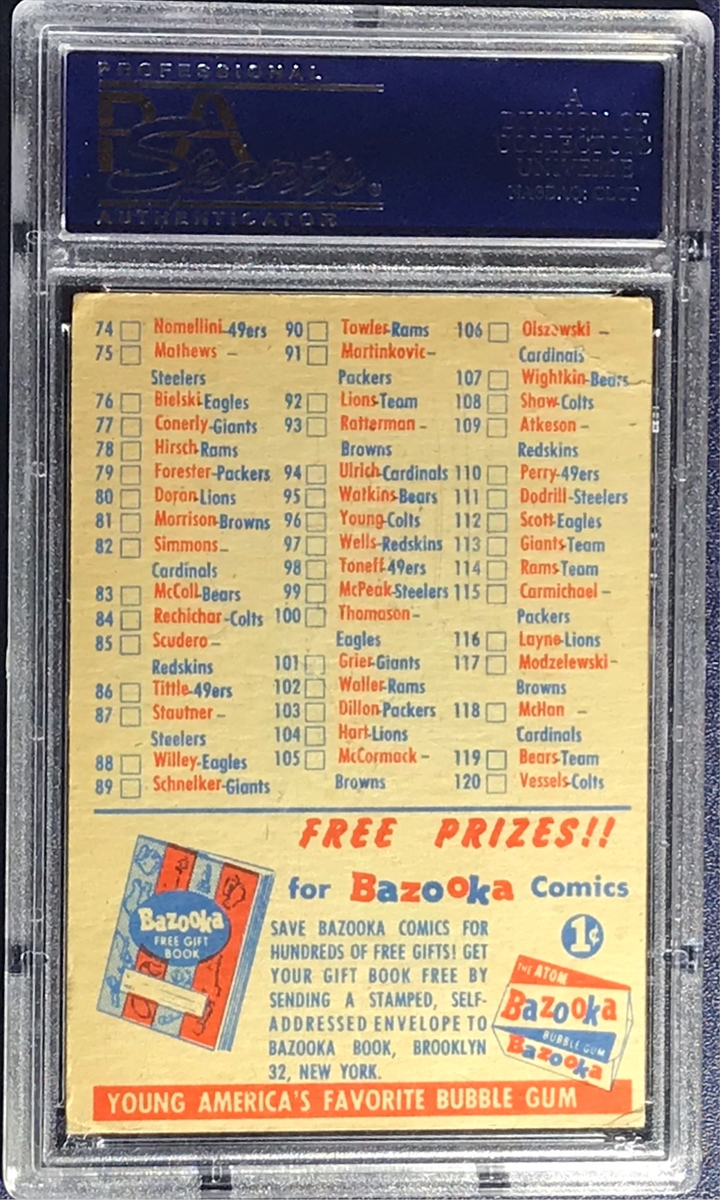 PROFESSIONAL
PSA
Sports
AUTHENTICATOR
A
DIVISION OF
COLLECTORS
UNIVERSE
NASDAQ: CLCT
74 Nomellini-49ers
75 Mathews -
Steelers
76 Bielski-Eagles
77 Conerly-Giants
78 Hirsch-Rams
79 Forester-Packers
80 Doran-Lions
81 Morrison-Browns
82 Simmons-
Cardinals
83 McColl-Bears
84 Rechichar-Colts
85 Scudero-
Redskins
86 Tittle-49ers
87 Stautner-
Steelers
88 Willey-Eagles
89 Schnelker-Giants
90 Towler-Rams
91 Martinkovic-
Packers
92 Lions-Team
93 Ratterman-
Browns
94 Ulrich-Cardinals
95 Watkins-Bears
96 Young-Colts
97 Wells-Redskins
98 Toneff-49ers
99 McPeak-Steelers
100 Thomason-
Eagles
101 Grier-Giants
102 Waller-Rams
103 Dillon-Packers
104 Hart-Lions
105 McCormack-
Browns
106 Olszewski -
Cardinals
107 Wightkin-Bears
108 Shaw-Colts
109 Atkeson -
Redskins
110 Perry-49ers
111 Dodrill-Steelers
112 Scott-Eagles
113 Giants-Team
114 Rams-Team
115 Carmichael -
Packers
116 Layne-Lions
117 Modzelewski-
Browns
118 McHan -
Cardinals
119 Bears-Team
120 Vessels-Colts
FREE PRIZES!!
for Bazooka Comics
Bazooka
FREE GIFT
BOOK
SAVE BAZOOKA COMICS FOR
HUNDREDS OF FREE GIFTS! GET
YOUR GIFT BOOK FREE BY
SENDING A STAMPED, SELF-
ADDRESSED ENVELOPE TO
BAZOOKA BOOK, BROOKLYN
32, NEW YORK.
1¢
THE ATOM
Bazooka
BUBBLE GUM
Bazooka
YOUNG AMERICA'S FAVORITE BUBBLE GUM